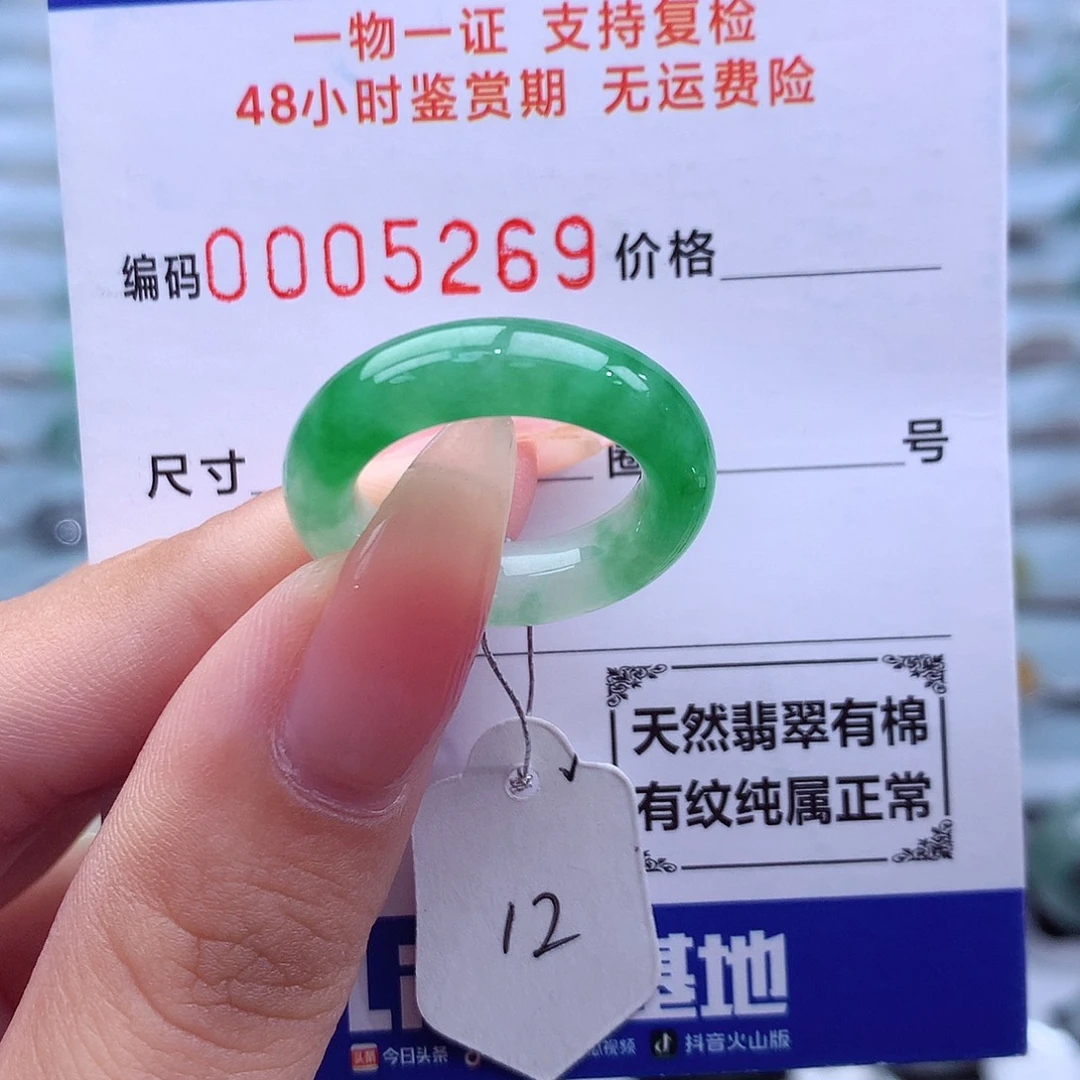 一物一证 支持复检
48小时鉴赏期 无运费险
编码0005269价格
尺寸 圈 号
天然翡翠有棉
有纹纯属正常
12
基地
今日头条 视频 抖音火山版